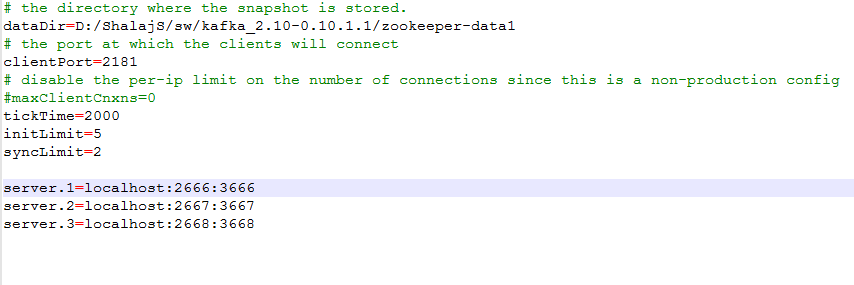 # the directory where the snapshot is stored.
dataDir=D:/ShalajS/sw/kafka_2.10-0.10.1.1/zookeeper-data1
# the port at which the clients will connect
clientPort=2181
# disable the per-ip limit on the number of connections since this is a non-production config
#maxClientCnxns=0
tickTime=2000
initLimit=5
syncLimit=2
server.1=localhost:2666:3666
server.2=localhost:2667:3667
server.3=localhost:2668:3668